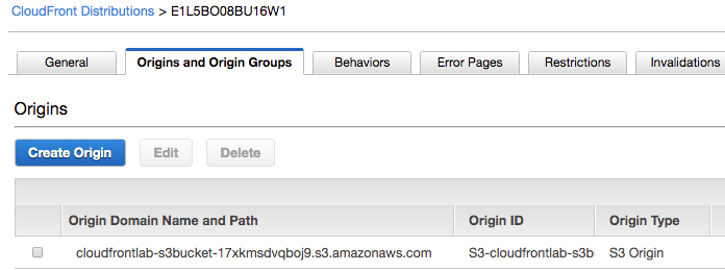 CloudFront Distributions > E1L5BO08BU16W1
General Origins and Origin Groups Behaviors Error Pages Restrictions Invalidations
Origins
Create Origin Edit Delete
Origin Domain Name and Path Origin ID Origin Type
cloudfrontlab-s3bucket-17xkmsdvqboj9.s3.amazonaws.com S3-cloudfrontlab-s3b S3 Origin